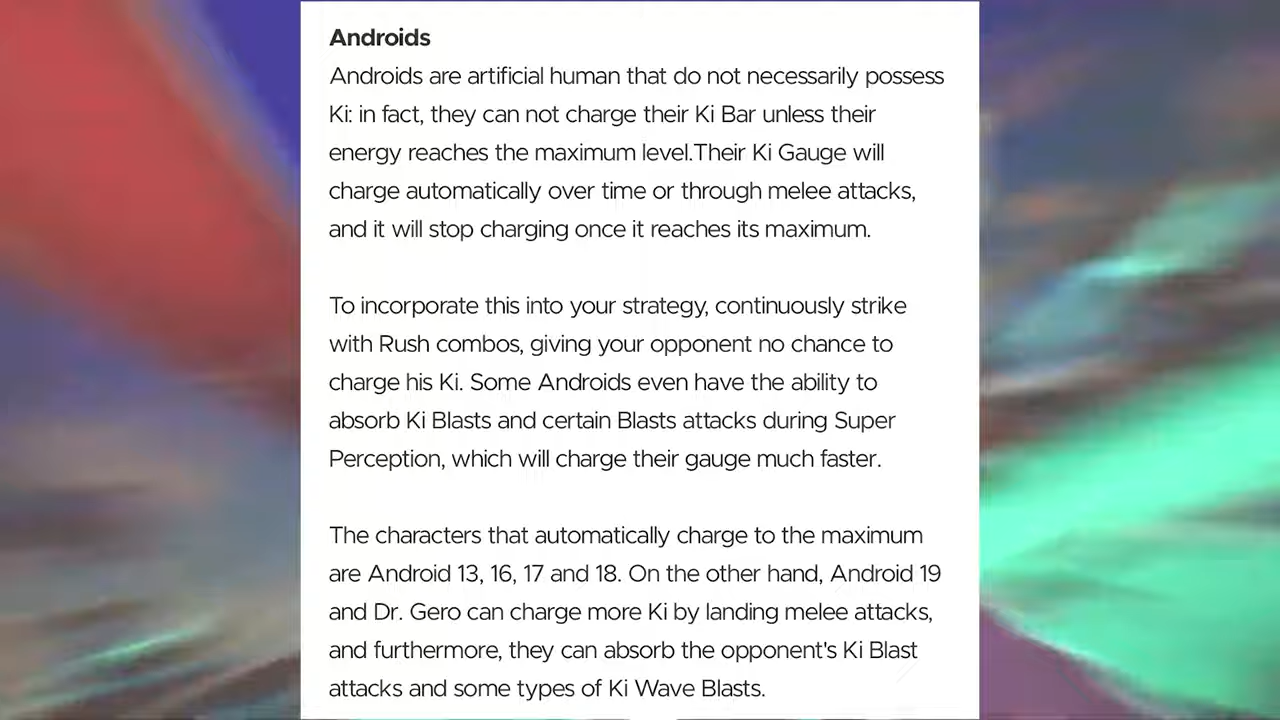 Androids
Androids are artificial human that do not necessarily possess
Ki: in fact, they can not charge their Ki Bar unless their
energy reaches the maximum level.Their Ki Gauge will
charge automatically over time or through melee attacks,
and it will stop charging once it reaches its maximum.
To incorporate this into your strategy, continuously strike
with Rush combos, giving your opponent no chance to
charge his Ki. Some Androids even have the ability to
absorb Ki Blasts and certain Blasts attacks during Super
Perception, which will charge their gauge much faster.
The characters that automatically charge to the maximum
are Android 13, 16, 17 and 18. On the other hand, Android 19
and Dr. Gero can charge more Ki by landing melee attacks,
and furthermore, they can absorb the opponent's Ki Blast
attacks and some types of Ki Wave Blasts.